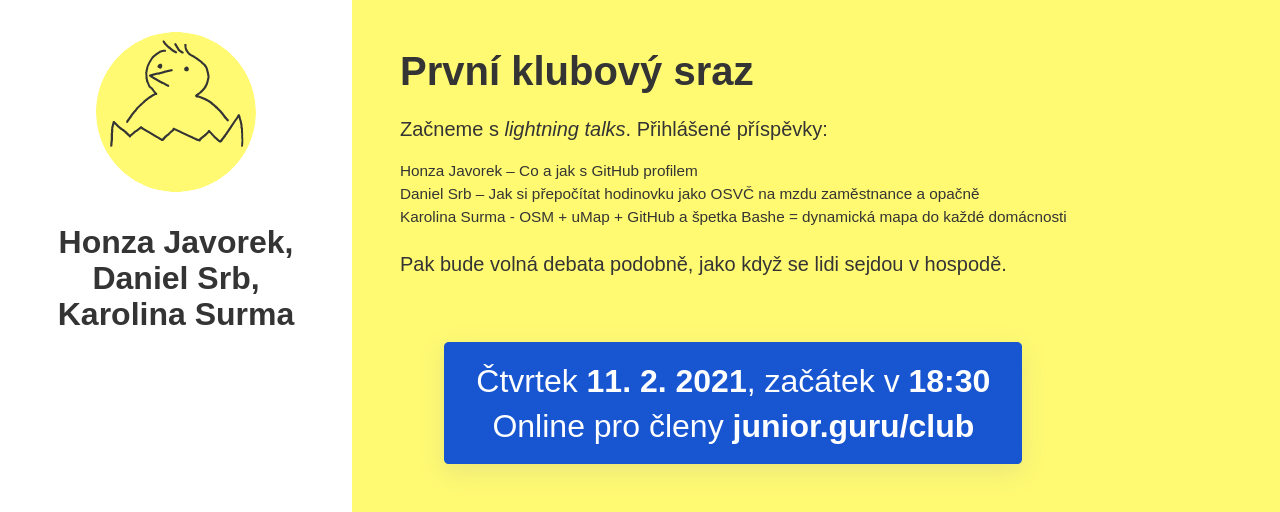 Honza Javorek,
Daniel Srb,
Karolina Surma
První klubový sraz
Začneme s lightning talks. Přihlášené příspěvky:
Honza Javorek – Co a jak s GitHub profilem
Daniel Srb – Jak si přepočítat hodinovku jako OSVČ na mzdu zaměstnance a opačně
Karolina Surma - OSM + uMap + GitHub a špetka Bashe = dynamická mapa do každé domácnosti
Pak bude volná debata podobně, jako když se lidi sejdou v hospodě.
Čtvrtek 11. 2. 2021, začátek v 18:30
Online pro členy junior.guru/club